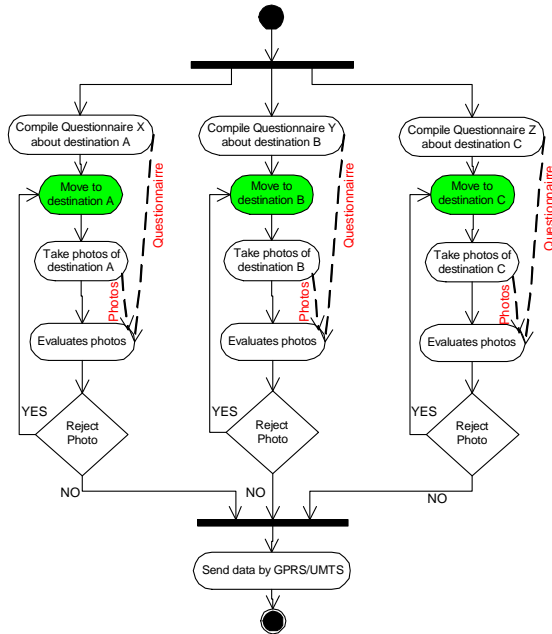 Compile Questionnaire X
about destination A
Compile Questionnaire Y
about destination B
Compile Questionnaire Z
about destination C
Move to
destination A
Move to
destination B
Move to
destination C
Questionnairre
Questionnairre
Questionnairre
Take photos of
destination A
Take photos of
destination B
Take photos of
destination C
Photos
Photos
Photos
Evaluates photos
Evaluates photos
Evaluates photos
YES
YES
YES
Reject
Photo
Reject
Photo
Reject
Photo
NO
NO
NO
Send data by GPRS/UMTS